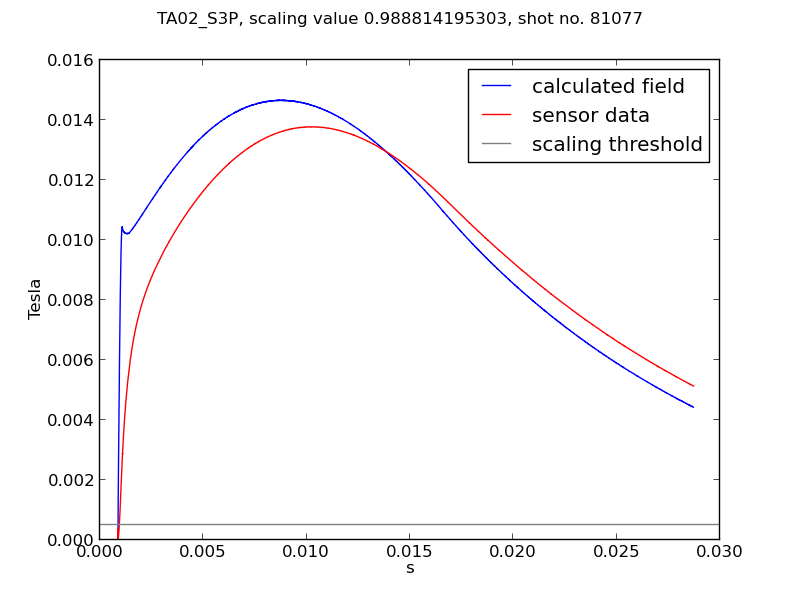 TA02_S3P, scaling value 0.988814195303, shot no. 81077
0.016
0.014
0.012
0.010
0.008
0.006
0.004
0.002
0.000
Tesla
calculated field
sensor data
scaling threshold
0.000 0.005 0.010 0.015 0.020 0.025 0.030
s